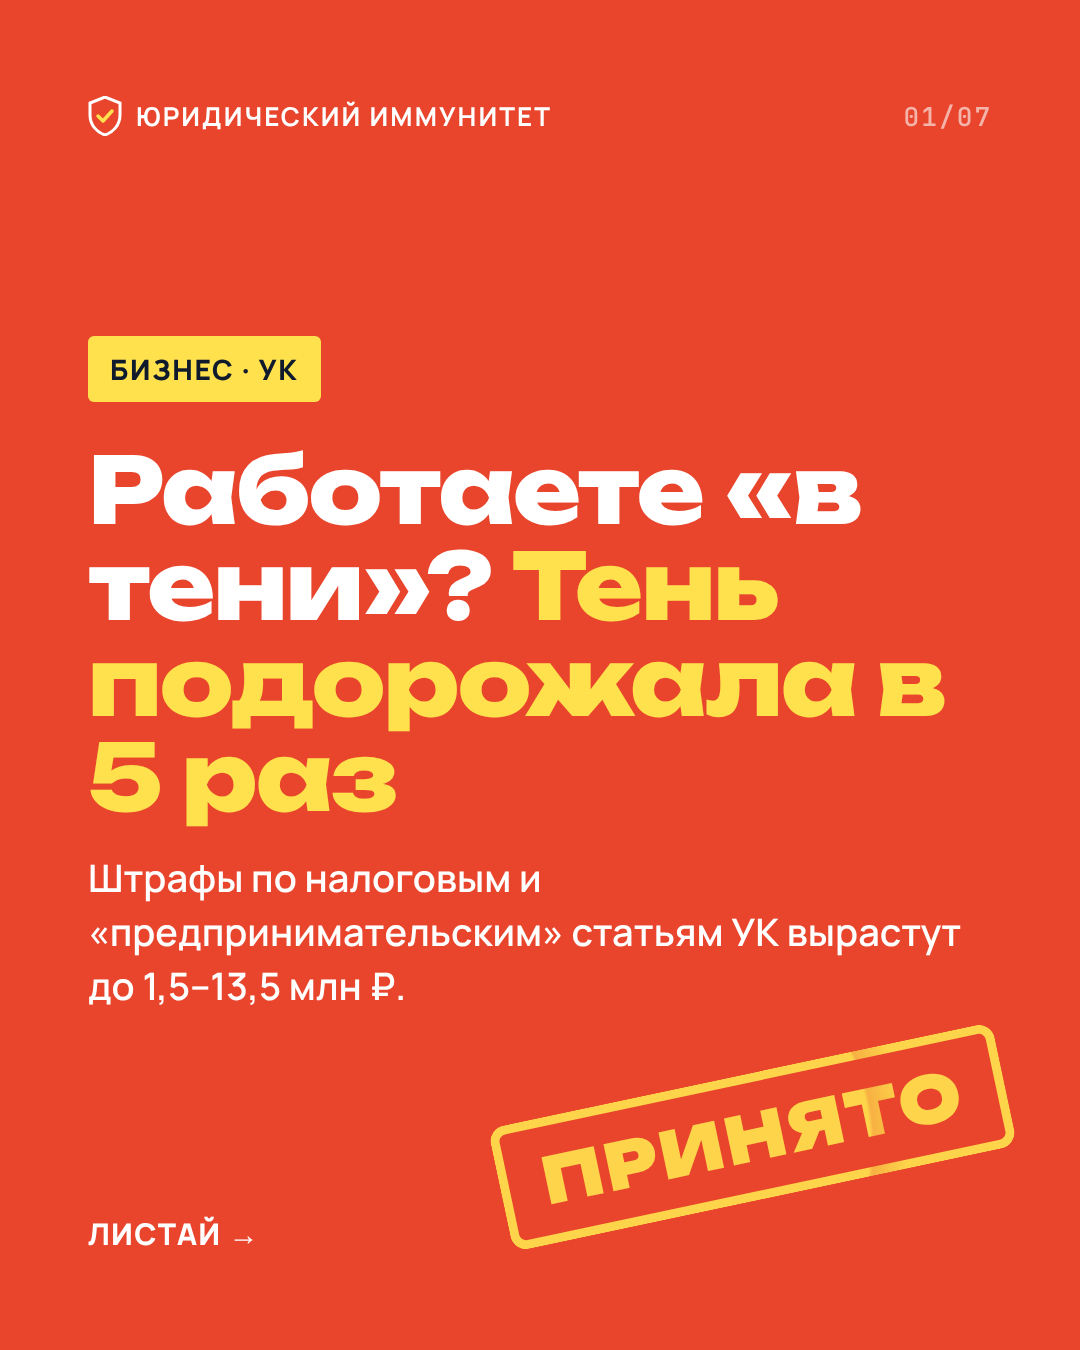 ЮРИДИЧЕСКИЙ ИММУНИТЕТ
01/07
БИЗНЕС · УК
Работаете «в
тени»? Тень
подорожала в
5 раз
Штрафы по налоговым и
«предпринимательским» статьям УК вырастут
до 1,5–13,5 млн ₽.
ПРИНЯТО
ЛИСТАЙ →